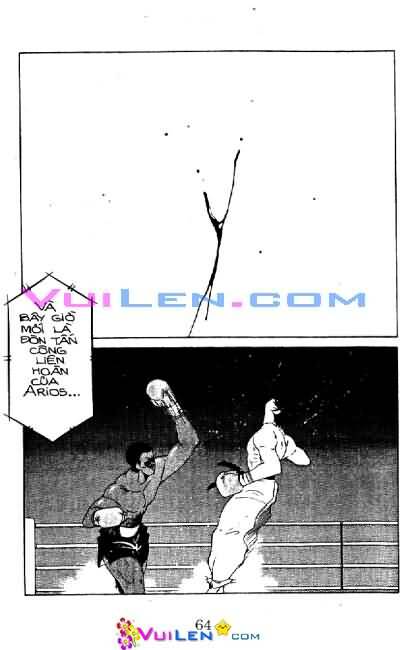 VUILEN.COM
VÀ
BÂY GIỜ
MỚI LÀ
ĐÒN TẤN
CÔNG
LIÊN
HOÀN
CỦA
ARIOS...
64
VUILEN.COM